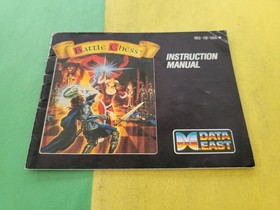 Battle Chess
INSTRUCTION
MANUAL
DATA
EAST